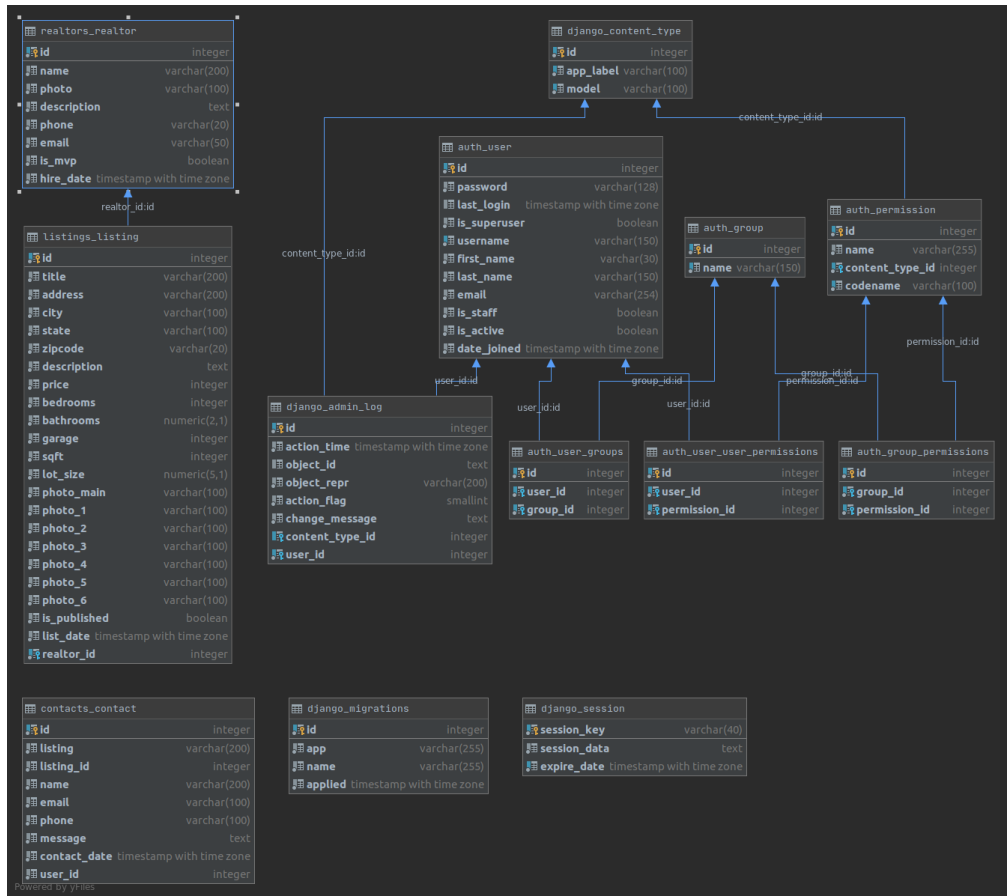 realtors_realtor
id integer
name varchar(200)
photo varchar(100)
description text
phone varchar(20)
email varchar(50)
is_mvp boolean
hire_date timestamp with time zone
realtor_id:id
listings_listing
id integer
title varchar(200)
address varchar(200)
city varchar(100)
state varchar(100)
zipcode varchar(20)
description text
price integer
bedrooms integer
bathrooms numeric(2,1)
garage integer
sqft integer
lot_size numeric(5,1)
photo_main varchar(100)
photo_1 varchar(100)
photo_2 varchar(100)
photo_3 varchar(100)
photo_4 varchar(100)
photo_5 varchar(100)
photo_6 varchar(100)
is_published boolean
list_date timestamp with time zone
realtor_id integer
django_content_type
id integer
app_label varchar(100)
model varchar(100)
content_type_id:id
content_type_id:id
auth_user
id integer
password varchar(128)
last_login timestamp with time zone
is_superuser boolean
username varchar(150)
first_name varchar(30)
last_name varchar(150)
email varchar(254)
is_staff boolean
is_active boolean
date_joined timestamp with time zone
auth_group
id integer
name varchar(150)
auth_permission
id integer
name varchar(255)
content_type_id integer
codename varchar(100)
permission_id:id
user_id:id
group_id:id
permission_id:id
group_id:id
user_id:id
user_id:id
django_admin_log
id integer
action_time timestamp with time zone
object_id text
object_repr varchar(200)
action_flag smallint
change_message text
content_type_id integer
user_id integer
auth_user_groups
id integer
user_id integer
group_id integer
auth_user_user_permissions
id integer
user_id integer
permission_id integer
auth_group_permissions
id integer
group_id integer
permission_id integer
contacts_contact
id integer
listing varchar(200)
listing_id integer
name varchar(200)
email varchar(100)
phone varchar(100)
message text
contact_date timestamp with time zone
user_id integer
django_migrations
id integer
app varchar(255)
name varchar(255)
applied timestamp with time zone
django_session
session_key varchar(40)
session_data text
expire_date timestamp with time zone
Powered by yFiles